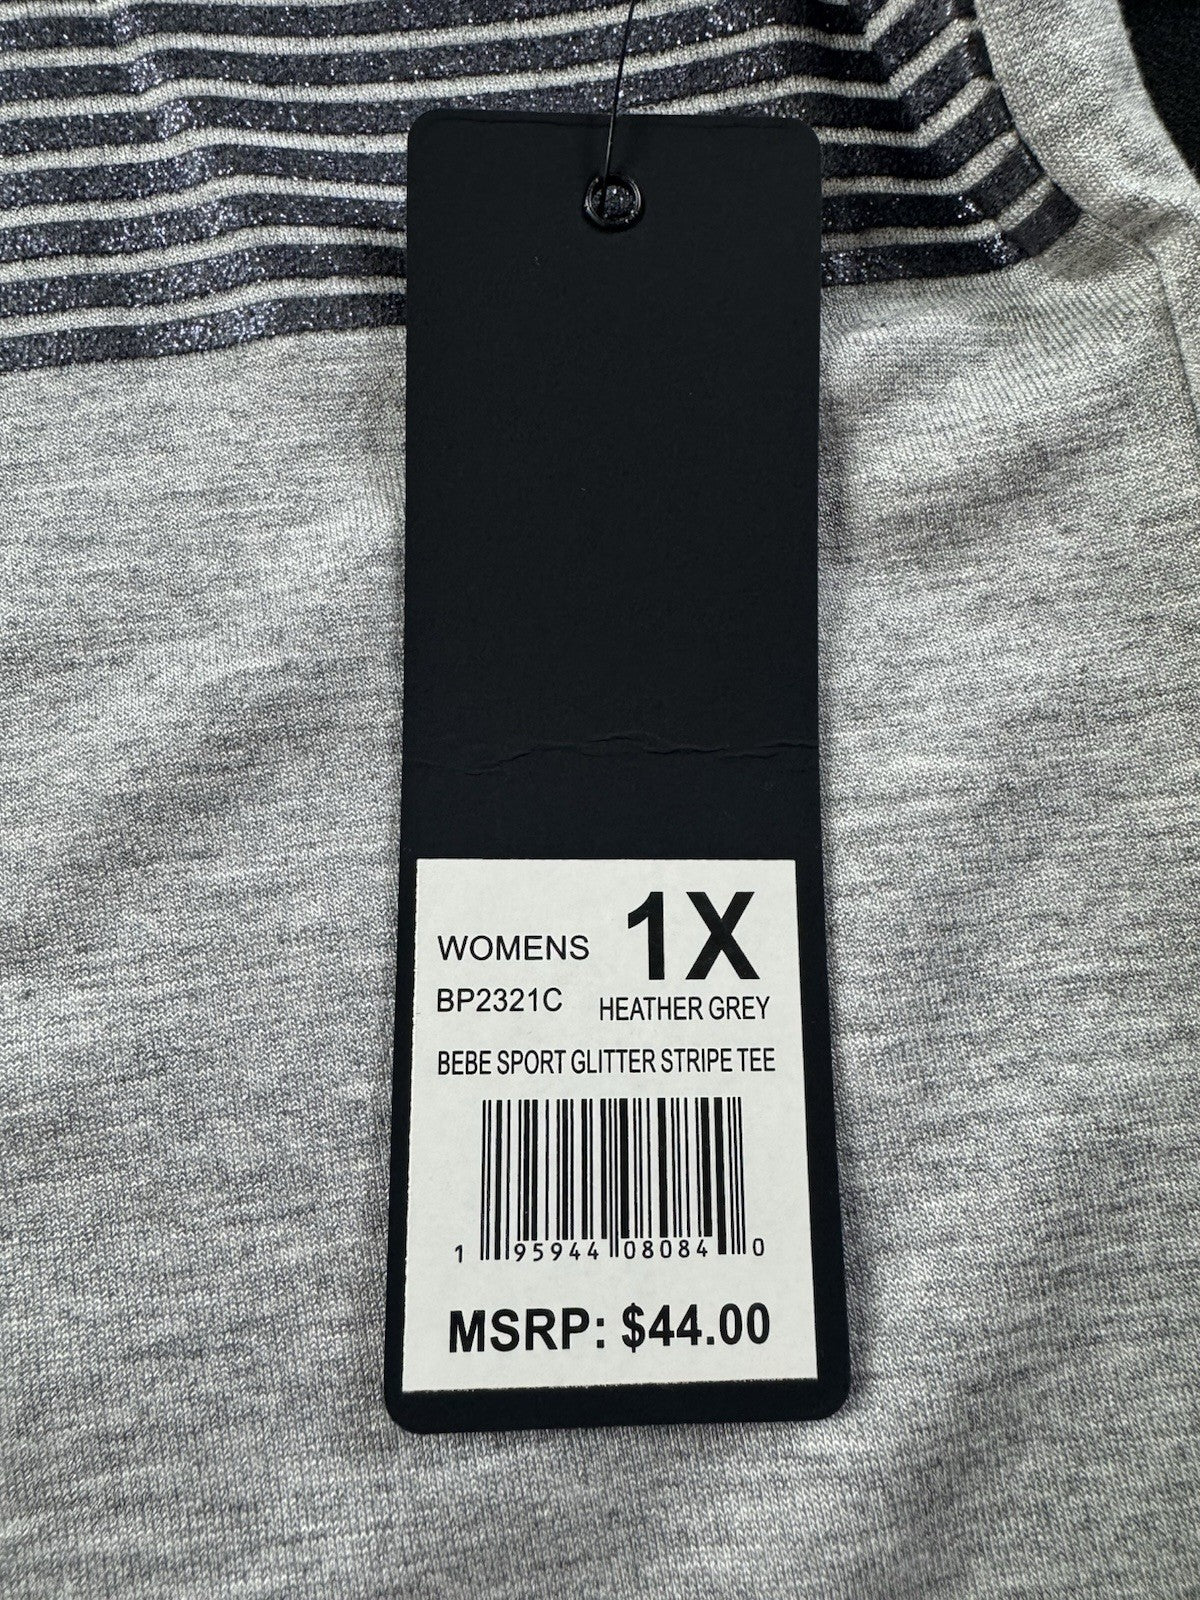 WOMENS 1X
BP2321C HEATHER GREY
BEBE SPORT GLITTER STRIPE TEE
1 95944 08084 0
MSRP: $44.00